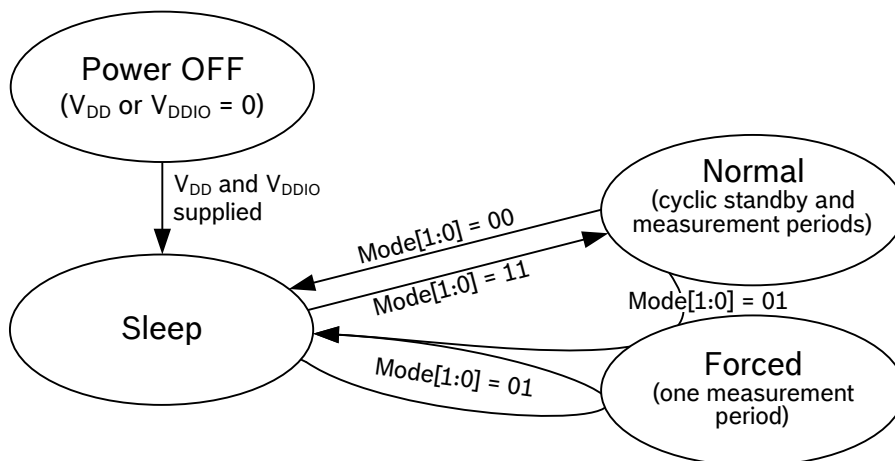 Power OFF
(VDD or VDDIO = 0)
VDD and VDDIO
supplied
Normal
(cyclic standby and
measurement periods)
Mode[1:0] = 00
Mode[1:0] = 11
Mode[1:0] = 01
Sleep
Mode[1:0] = 01
Forced
(one measurement
period)